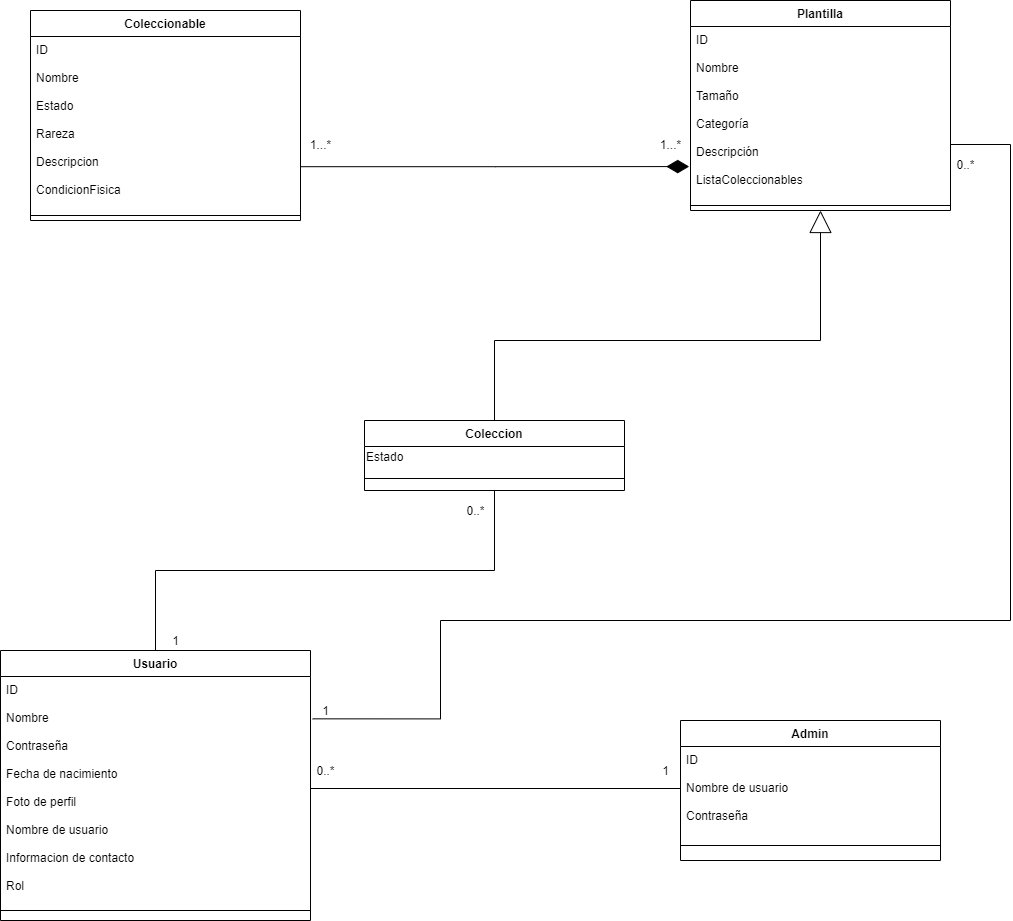 Coleccionable
ID
Nombre
Estado
Rareza
Descripcion
CondicionFisica
1...*
1...*
Plantilla
ID
Nombre
Tamaño
Categoría
Descripción
ListaColeccionables
0..*
Coleccion
Estado
0..*
1
Usuario
ID
Nombre
Contraseña
Fecha de nacimiento
Foto de perfil
Nombre de usuario
Informacion de contacto
Rol
1
0..*
1
Admin
ID
Nombre de usuario
Contraseña